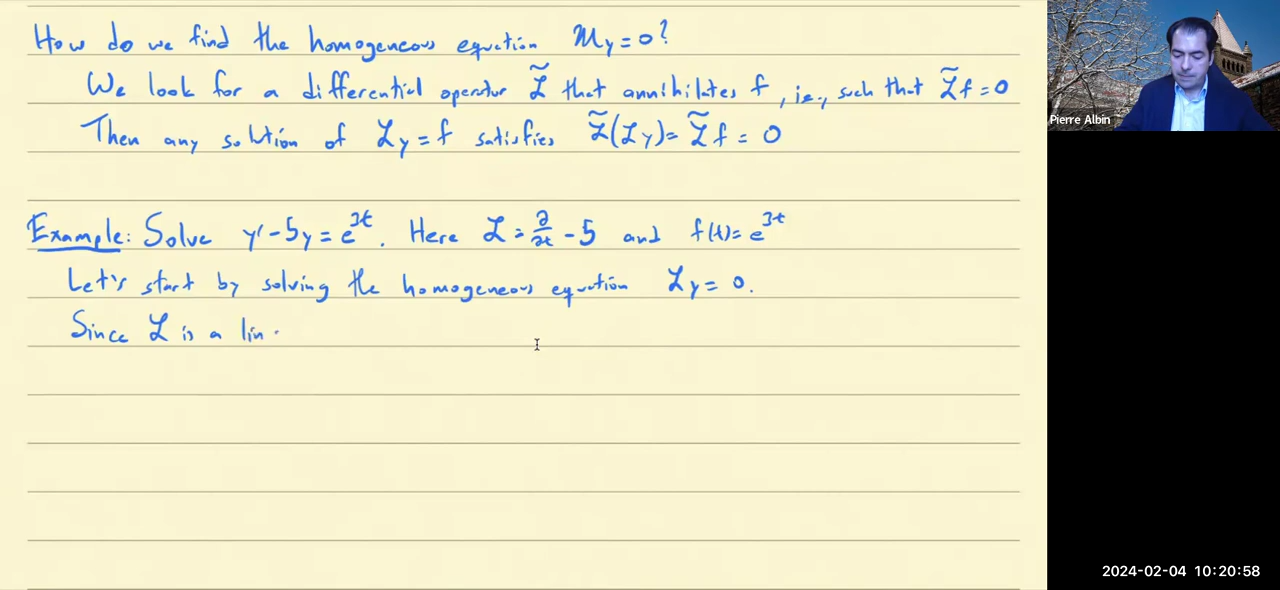 How do we find the homogeneous equation My=0?
We look for a differential operator ℒ̃ that annihilates f, i.e., such that ℒ̃f=0
Then any solution of ℒy=f satisfies ℒ̃(ℒy)=ℒ̃f=0
Example: Solve y'-5y=e^{3t}. Here ℒ=∂/∂t-5 and f(t)=e^{3t}
Let's start by solving the homogeneous equation ℒy=0.
Since ℒ is a lin
Pierre Albin
2024-02-04 10:20:58